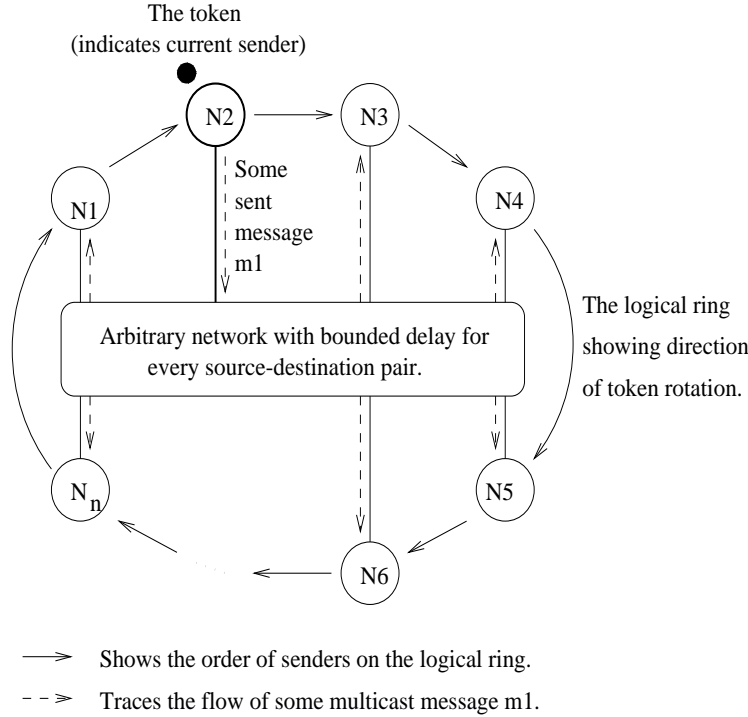 The token
(indicates current sender)
N2
N3
Some
sent
message
m1
N1
N4
The logical ring
showing direction
of token rotation.
Arbitrary network with bounded delay for
every source-destination pair.
Nn
N5
N6
Shows the order of senders on the logical ring.
Traces the flow of some multicast message m1.